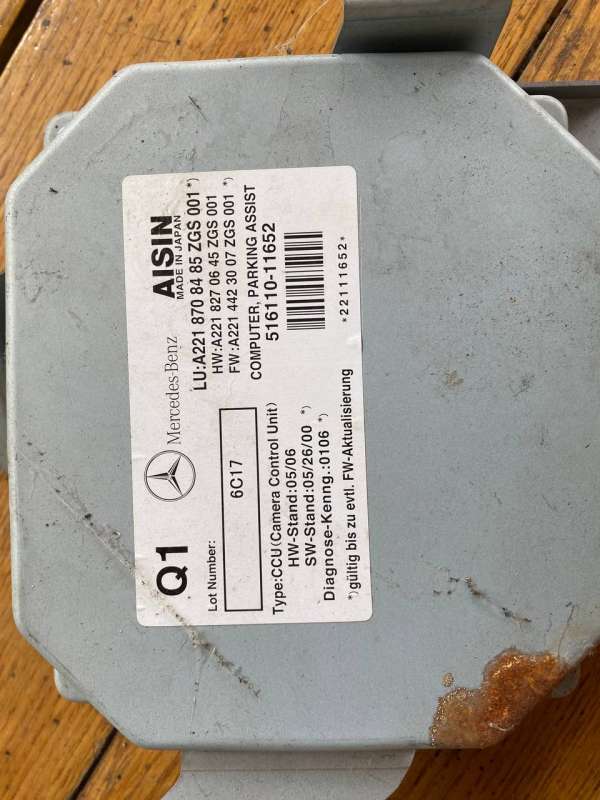 Q1
Mercedes-Benz
AISIN
MADE IN JAPAN
Lot Number:
6C17
LU:A221 870 84 85 ZGS 001 *)
HW:A221 827 06 45 ZGS 001
FW:A221 442 30 07 ZGS 001 *)
COMPUTER, PARKING ASSIST
516110-11652
Type:CCU(Camera Control Unit)
HW-Stand:05/06
SW-Stand:05/26/00 *)
Diagnose-Kenng.:0106 *)
*)gültig bis zu evtl. FW-Aktualisierung
*22111652*